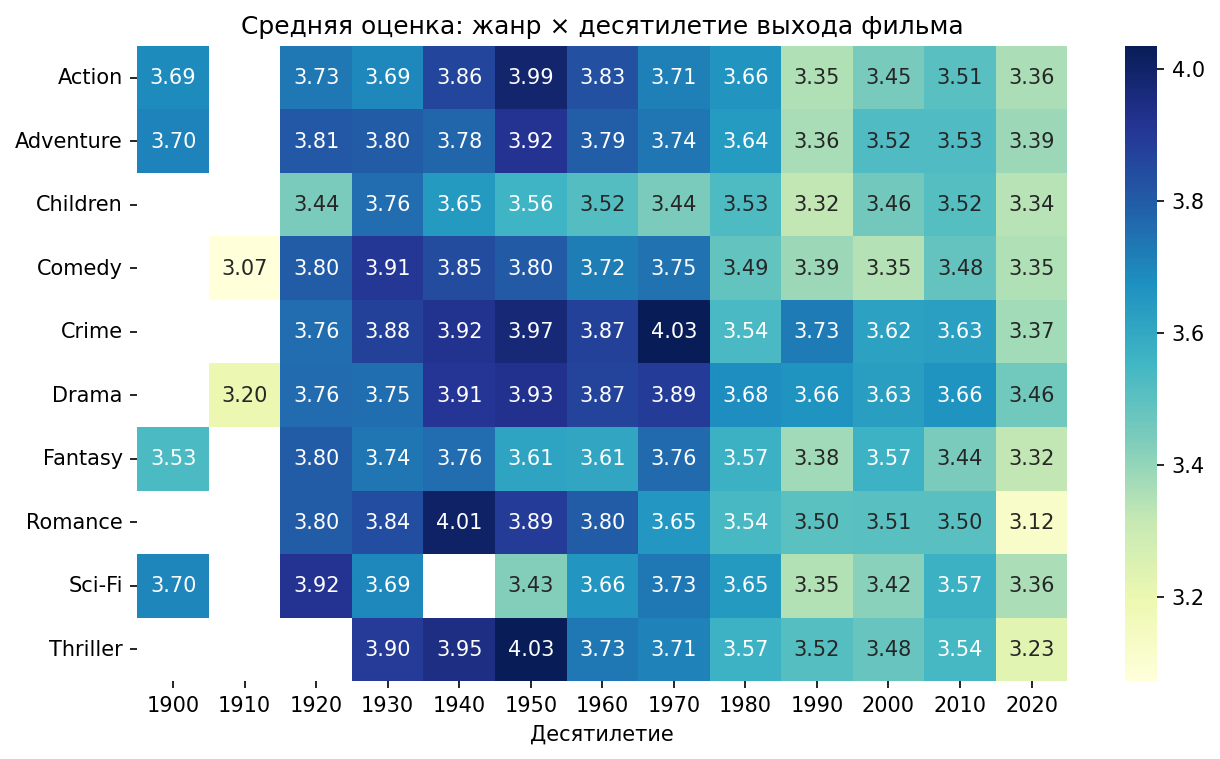 Средняя оценка: жанр × десятилетие выхода фильма
Action 3.69 3.73 3.69 3.86 3.99 3.83 3.71 3.66 3.35 3.45 3.51 3.36
Adventure 3.70 3.81 3.80 3.78 3.92 3.79 3.74 3.64 3.36 3.52 3.53 3.39
Children 3.44 3.76 3.65 3.56 3.52 3.44 3.53 3.32 3.46 3.52 3.34
Comedy 3.07 3.80 3.91 3.85 3.80 3.72 3.75 3.49 3.39 3.35 3.48 3.35
Crime 3.76 3.88 3.92 3.97 3.87 4.03 3.54 3.73 3.62 3.63 3.37
Drama 3.20 3.76 3.75 3.91 3.93 3.87 3.89 3.68 3.66 3.63 3.66 3.46
Fantasy 3.53 3.80 3.74 3.76 3.61 3.61 3.76 3.57 3.38 3.57 3.44 3.32
Romance 3.80 3.84 4.01 3.89 3.80 3.65 3.54 3.50 3.51 3.50 3.12
Sci-Fi 3.70 3.92 3.69 3.43 3.66 3.73 3.65 3.35 3.42 3.57 3.36
Thriller 3.90 3.95 4.03 3.73 3.71 3.57 3.52 3.48 3.54 3.23
1900 1910 1920 1930 1940 1950 1960 1970 1980 1990 2000 2010 2020
Десятилетие
4.0
3.8
3.6
3.4
3.2